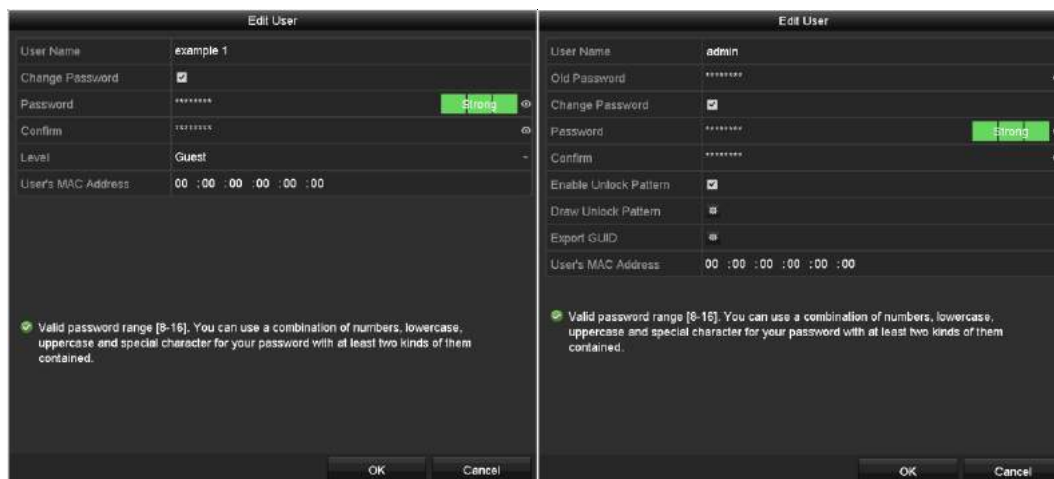 Edit User
User Name example 1
Change Password
Password ******** Strong
Confirm ********
Level Guest
User's MAC Address 00 :00 :00 :00 :00 :00
Valid password range [8-16]. You can use a combination of numbers, lowercase,
uppercase and special character for your password with at least two kinds of them
contained.
OK Cancel
Edit User
User Name admin
Old Password ********
Change Password
Password ******** Strong
Confirm ********
Enable Unlock Pattern
Draw Unlock Pattern
Export GUID
User's MAC Address 00 :00 :00 :00 :00 :00
Valid password range [8-16]. You can use a combination of numbers, lowercase,
uppercase and special character for your password with at least two kinds of them
contained.
OK Cancel